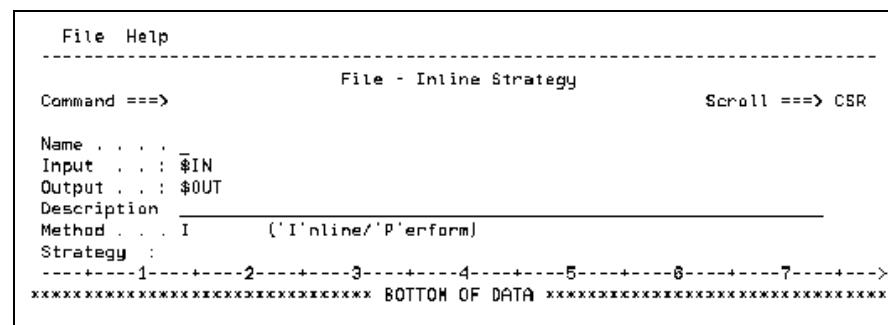 File Help
--------------------------------------------------------------------------------
File - Inline Strategy
Command ===> Scroll ===> CSR
Name . . . . _
Input . . : $IN
Output . . : $OUT
Description ____________________________________________________________
Method . . . I ('I'nline/'P'erform)
Strategy :
----+----1----+----2----+----3----+----4----+----5----+----6----+----7----+--->
******************************** BOTTOM OF DATA ********************************